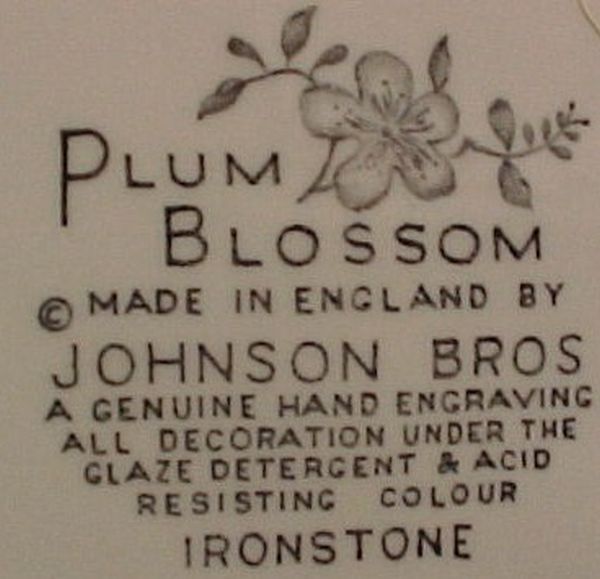 PLUM
BLOSSOM
© MADE IN ENGLAND BY
JOHNSON BROS
A GENUINE HAND ENGRAVING
ALL DECORATION UNDER THE
GLAZE DETERGENT & ACID
RESISTING COLOUR
IRONSTONE